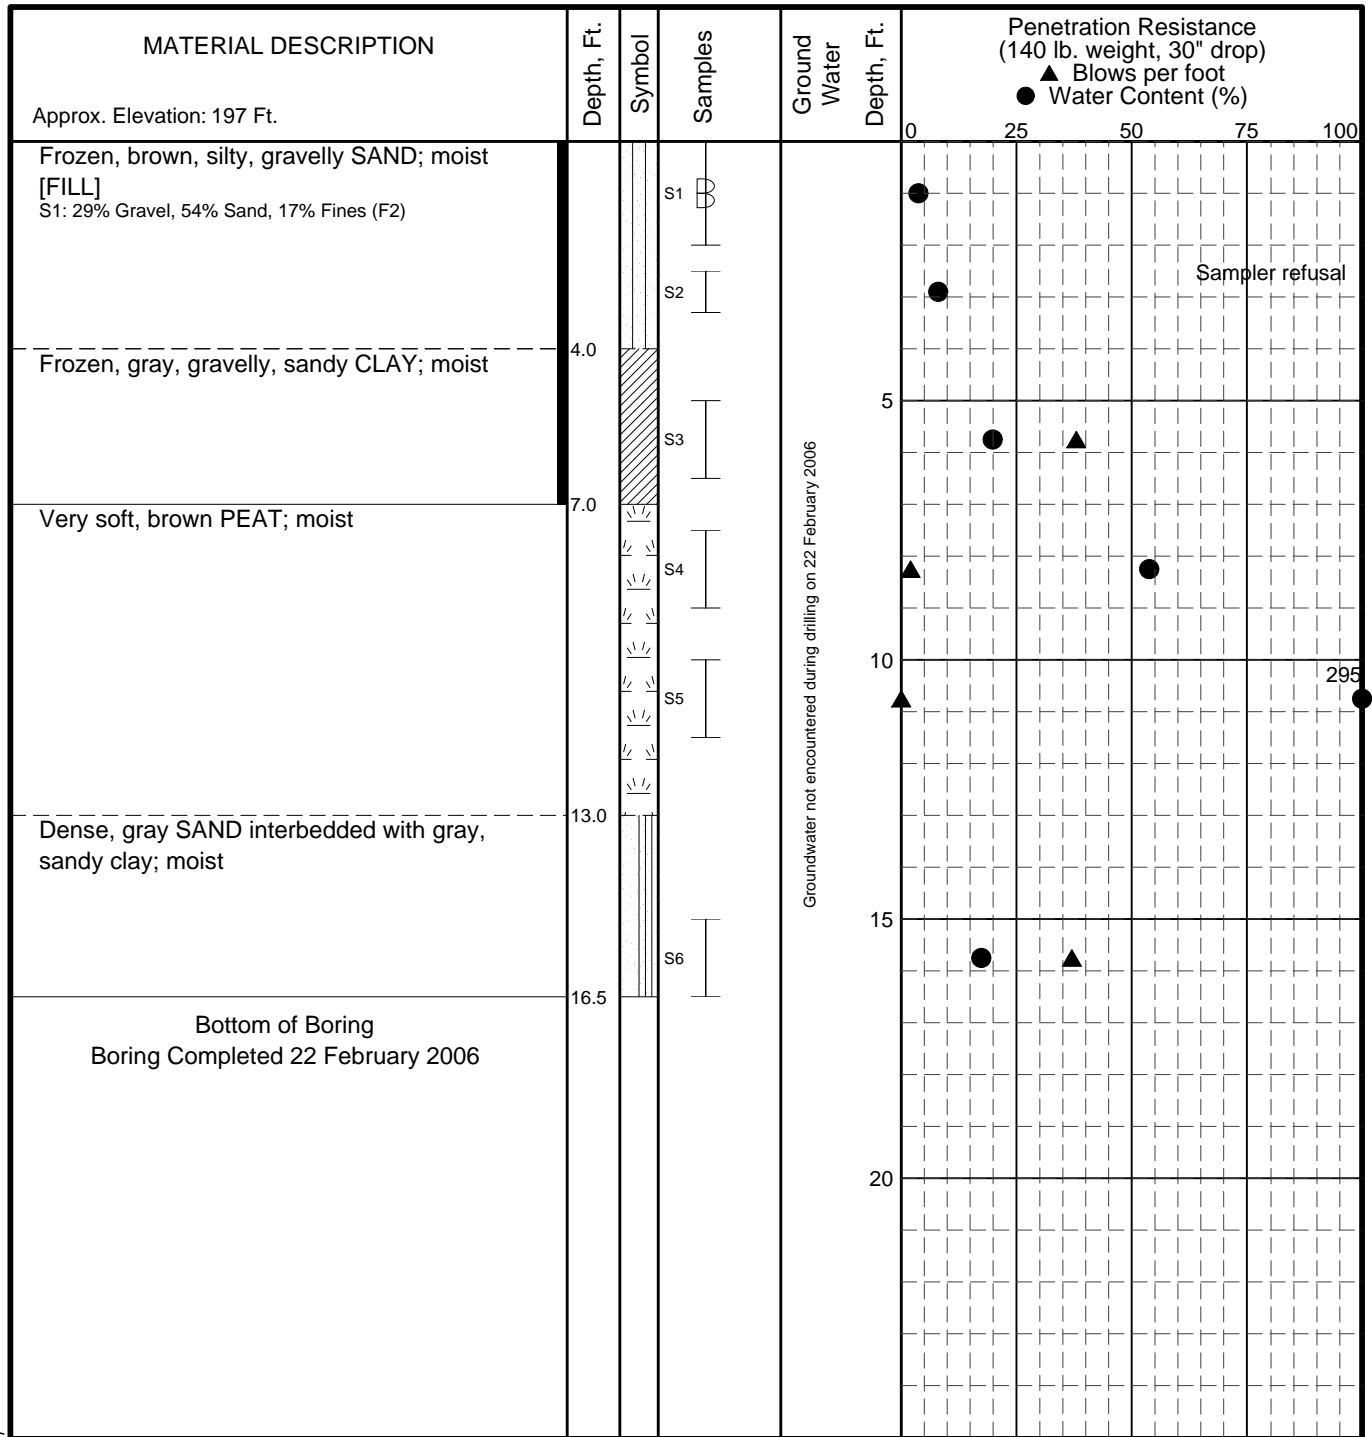 MATERIAL DESCRIPTION
Approx. Elevation: 197 Ft.
Depth, Ft.
Symbol
Samples
Ground
Water
Depth, Ft.
Penetration Resistance
(140 lb. weight, 30" drop)
▲ Blows per foot
● Water Content (%)
0 25 50 75 100
Frozen, brown, silty, gravelly SAND; moist
[FILL]
S1: 29% Gravel, 54% Sand, 17% Fines (F2)
S1
Sampler refusal
S2
4.0
Frozen, gray, gravelly, sandy CLAY; moist
5
S3
7.0
Very soft, brown PEAT; moist
S4
Groundwater not encountered during drilling on 22 February 2006
10
295
S5
13.0
Dense, gray SAND interbedded with gray,
sandy clay; moist
15
S6
16.5
Bottom of Boring
Boring Completed 22 February 2006
20